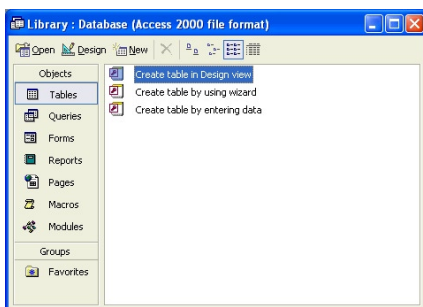 Library : Database (Access 2000 file format)
Open Design New
Objects
Tables
Queries
Forms
Reports
Pages
Macros
Modules
Groups
Favorites
Create table in Design view
Create table by using wizard
Create table by entering data